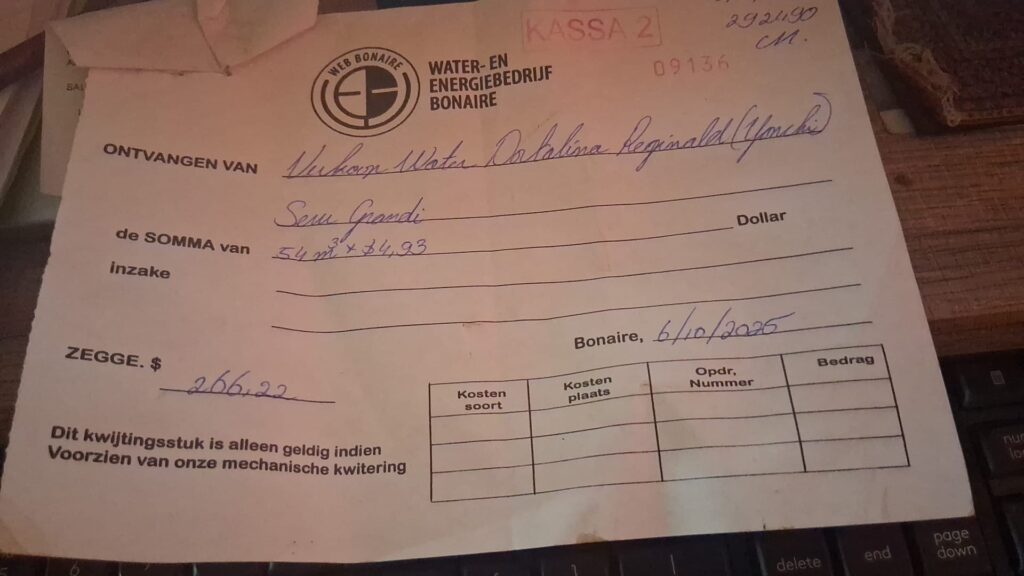 KASSA 2
292490
09136
WEB BONAIRE
WATER- EN
ENERGIEBEDRIJF
BONAIRE
ONTVANGEN VAN Verkoop Water Dortalina Reginald (Yonchi)
Seru Grandi
de SOMMA van 54 m³ x $4,93 Dollar
inzake
Bonaire, 6/10/2025
ZEGGE. $ 266,22
Kosten soort Kosten plaats Opdr, Nummer Bedrag
Dit kwijtingsstuk is alleen geldig indien
Voorzien van onze mechanische kwitering
num
delete
end
page
down